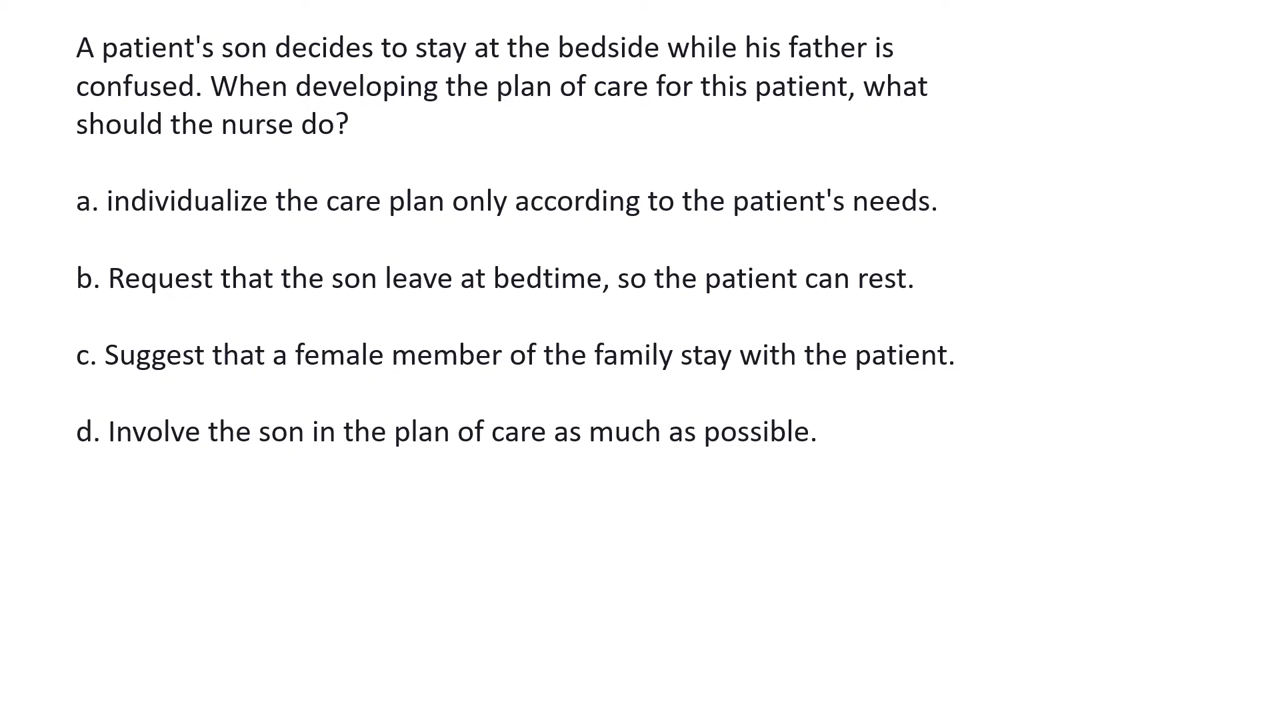 A patient's son decides to stay at the bedside while his father is
confused. When developing the plan of care for this patient, what
should the nurse do?
a. individualize the care plan only according to the patient's needs.
b. Request that the son leave at bedtime, so the patient can rest.
c. Suggest that a female member of the family stay with the patient.
d. Involve the son in the plan of care as much as possible.